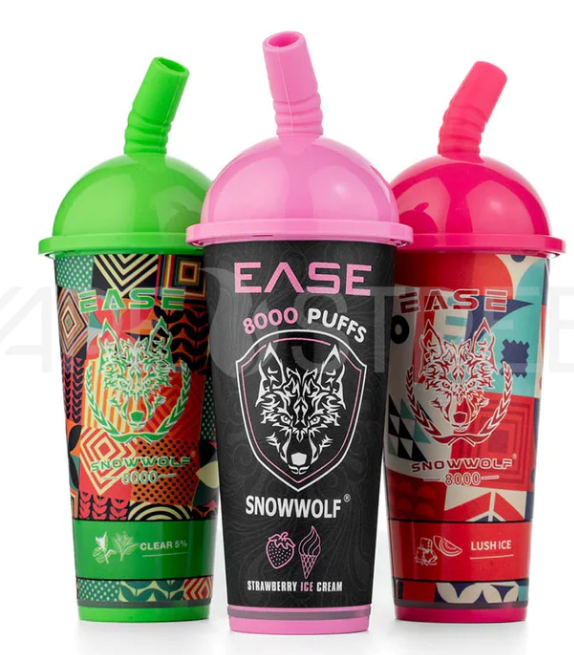 EASE
SNOWWOLF
8000
CLEAR 5%
EASE
8000 PUFFS
SNOWWOLF®
STRAWBERRY ICE CREAM
EASE
SNOWWOLF®
8000
LUSH ICE